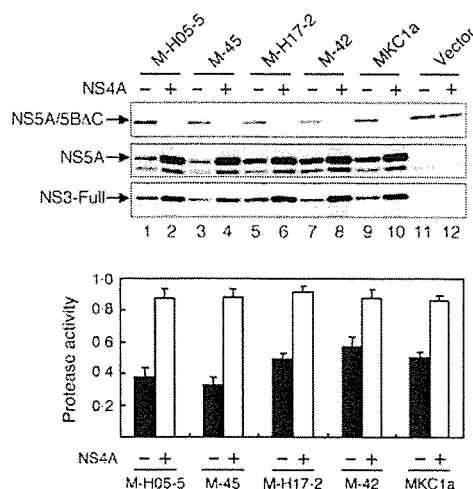 M-H05-5 M-45 M-H17-2 M-42 MKC1a Vector
NS4A − + − + − + − + − + − +
NS5A/5BΔC
NS5A
NS3-Full
1 2 3 4 5 6 7 8 9 10 11 12
Protease activity
1·0
0·8
0·6
0·4
0·2
NS4A − + − + − + − + − +
M-H05-5 M-45 M-H17-2 M-42 MKC1a